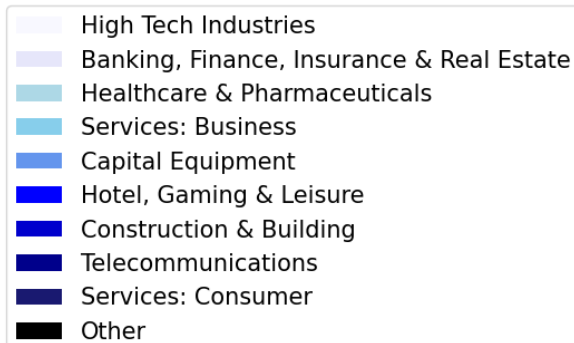 High Tech Industries
Banking, Finance, Insurance & Real Estate
Healthcare & Pharmaceuticals
Services: Business
Capital Equipment
Hotel, Gaming & Leisure
Construction & Building
Telecommunications
Services: Consumer
Other